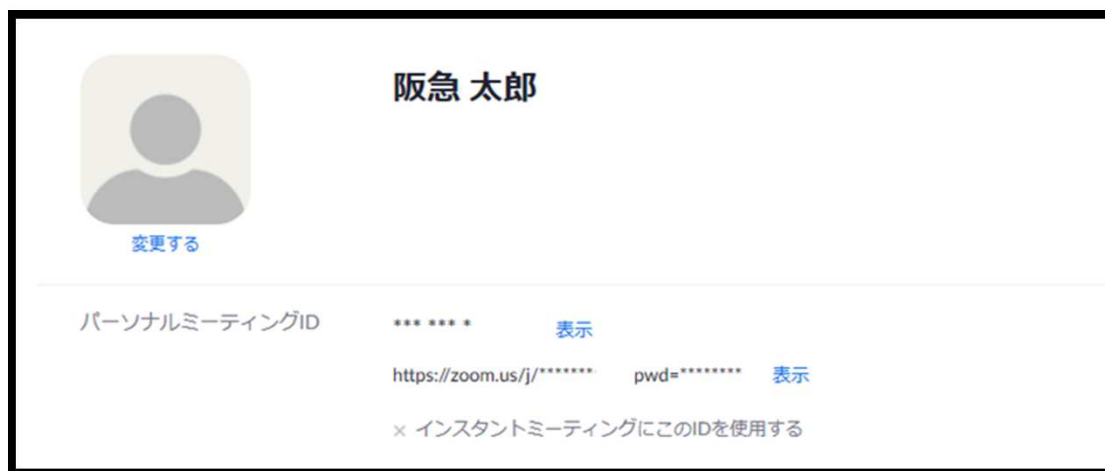 阪急 太郎
変更する
パーソナルミーティングID
*** *** * 表示
https://zoom.us/j/******* pwd=******** 表示
× インスタントミーティングにこのIDを使用する